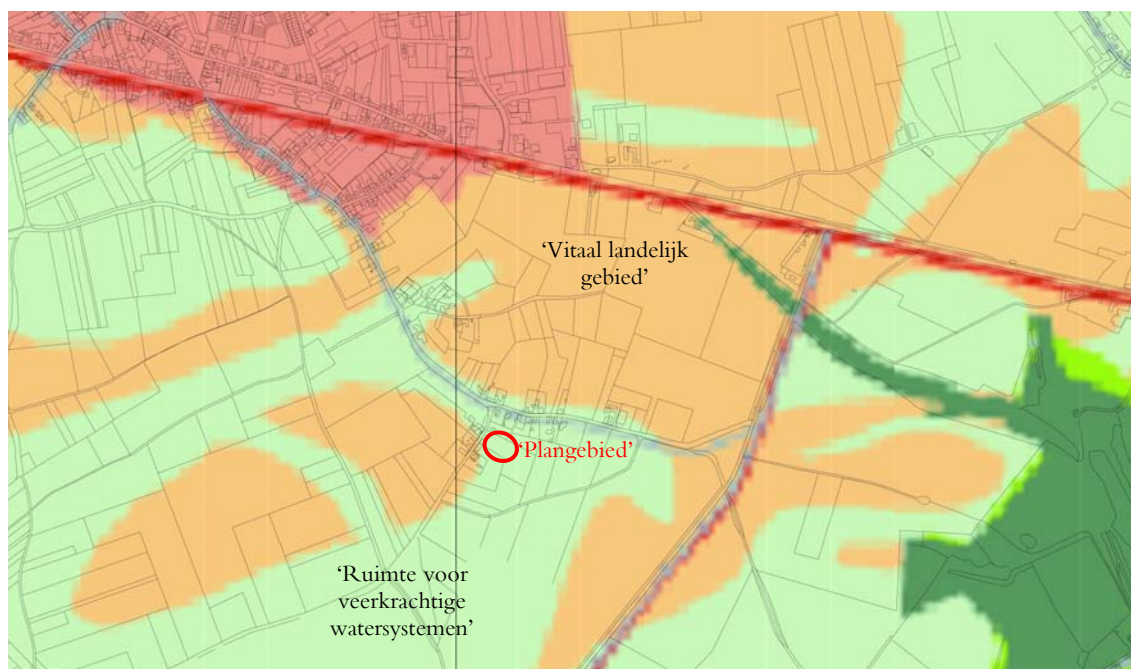 ‘Vitaal landelijk
gebied’
‘Plangebied’
‘Ruimte voor
veerkrachtige
watersystemen’